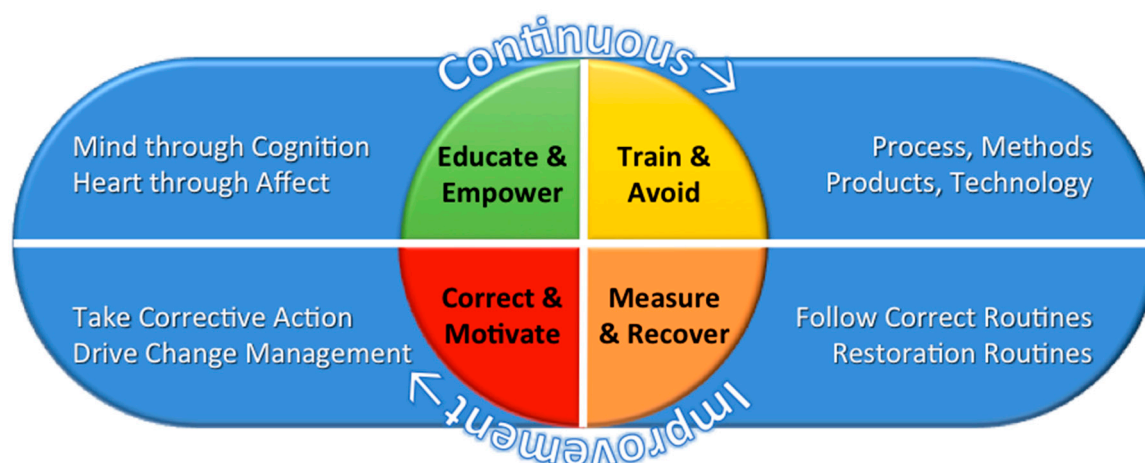 Continuous →
Mind through Cognition
Heart through Affect
Educate &
Empower
Train &
Avoid
Process, Methods
Products, Technology
Take Corrective Action
Drive Change Management
Correct &
Motivate
Measure
& Recover
Follow Correct Routines
Restoration Routines
Improvement →